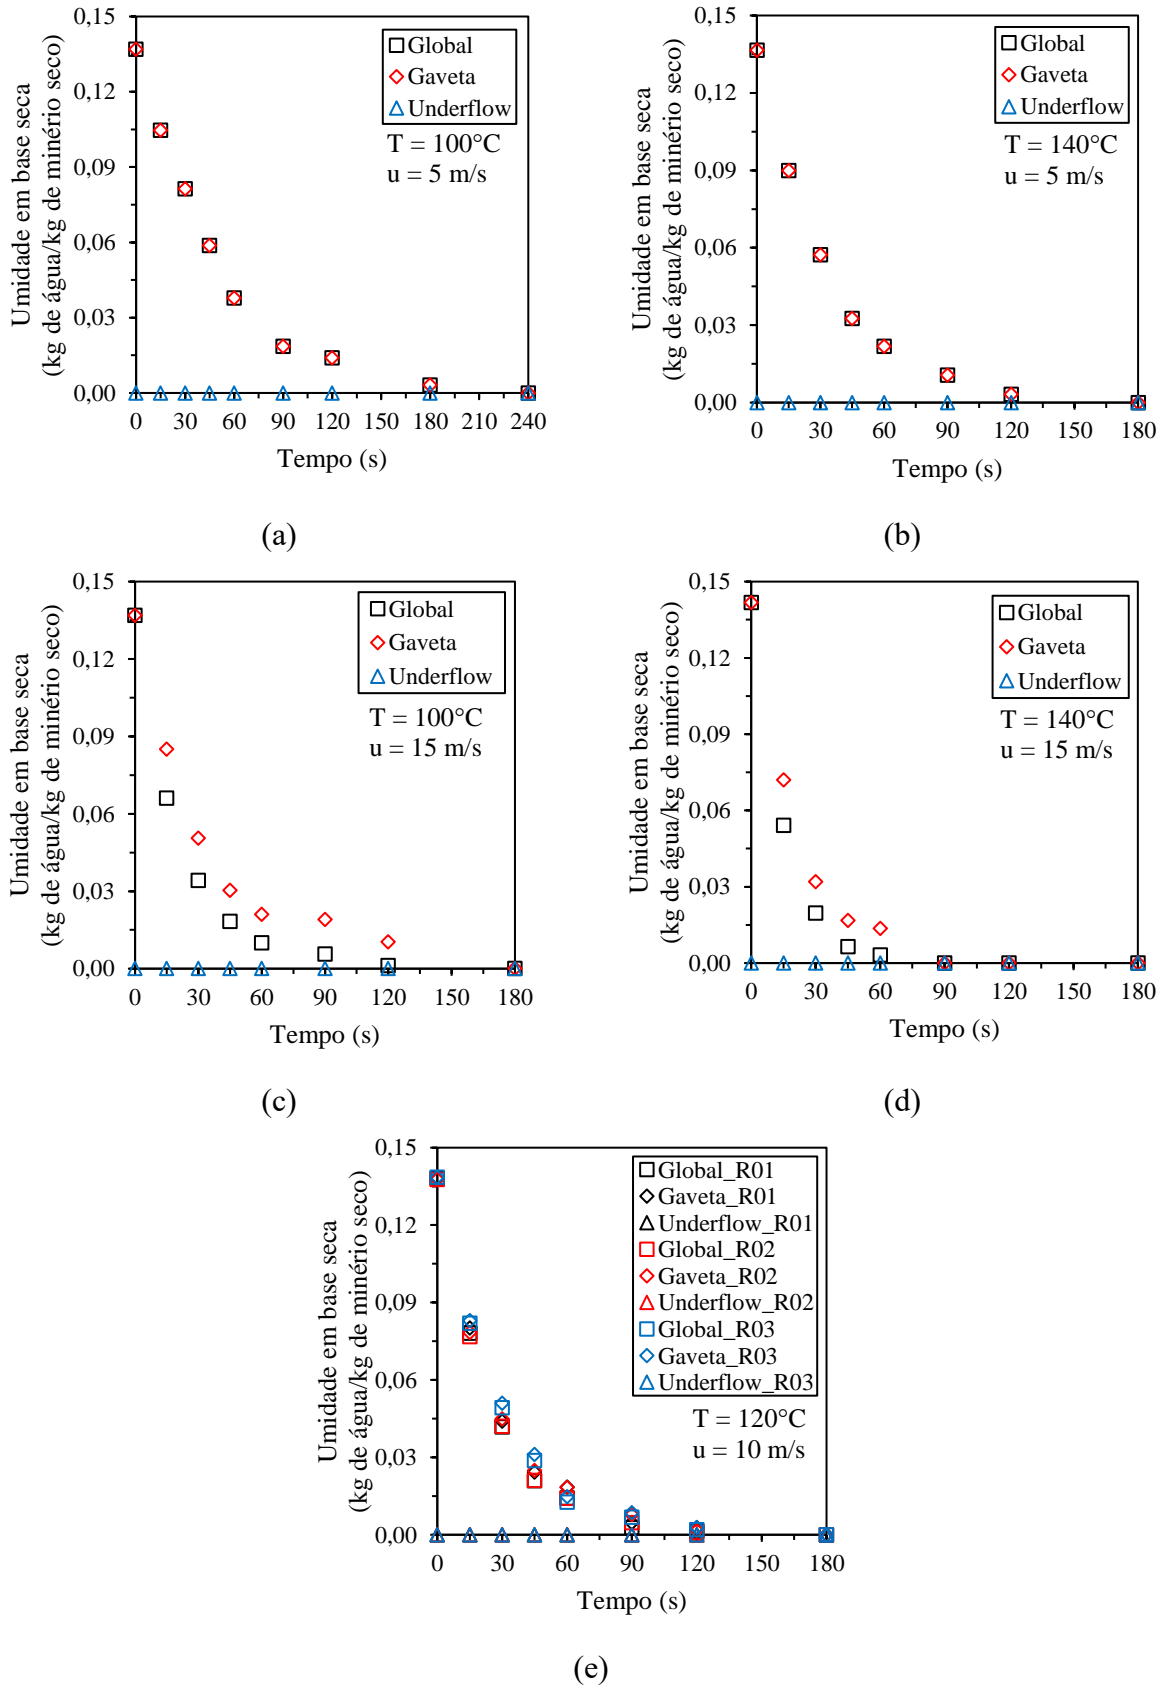 Umidade em base seca
(kg de água/kg de minério seco)
0,15
0,12
0,09
0,06
0,03
0,00
Global
Gaveta
Underflow
T = 100°C
u = 5 m/s
0 30 60 90 120 150 180 210 240
Tempo (s)
(a)
Umidade em base seca
(kg de água/kg de minério seco)
0,15
0,12
0,09
0,06
0,03
0,00
Global
Gaveta
Underflow
T = 140°C
u = 5 m/s
0 30 60 90 120 150 180
Tempo (s)
(b)
Umidade em base seca
(kg de água/kg de minério seco)
0,15
0,12
0,09
0,06
0,03
0,00
Global
Gaveta
Underflow
T = 100°C
u = 15 m/s
0 30 60 90 120 150 180
Tempo (s)
(c)
Umidade em base seca
(kg de água/kg de minério seco)
0,15
0,12
0,09
0,06
0,03
0,00
Global
Gaveta
Underflow
T = 140°C
u = 15 m/s
0 30 60 90 120 150 180
Tempo (s)
(d)
Umidade em base seca
(kg de água/kg de minério seco)
0,15
0,12
0,09
0,06
0,03
0,00
Global_R01
Gaveta_R01
Underflow_R01
Global_R02
Gaveta_R02
Underflow_R02
Global_R03
Gaveta_R03
Underflow_R03
T = 120°C
u = 10 m/s
0 30 60 90 120 150 180
Tempo (s)
(e)